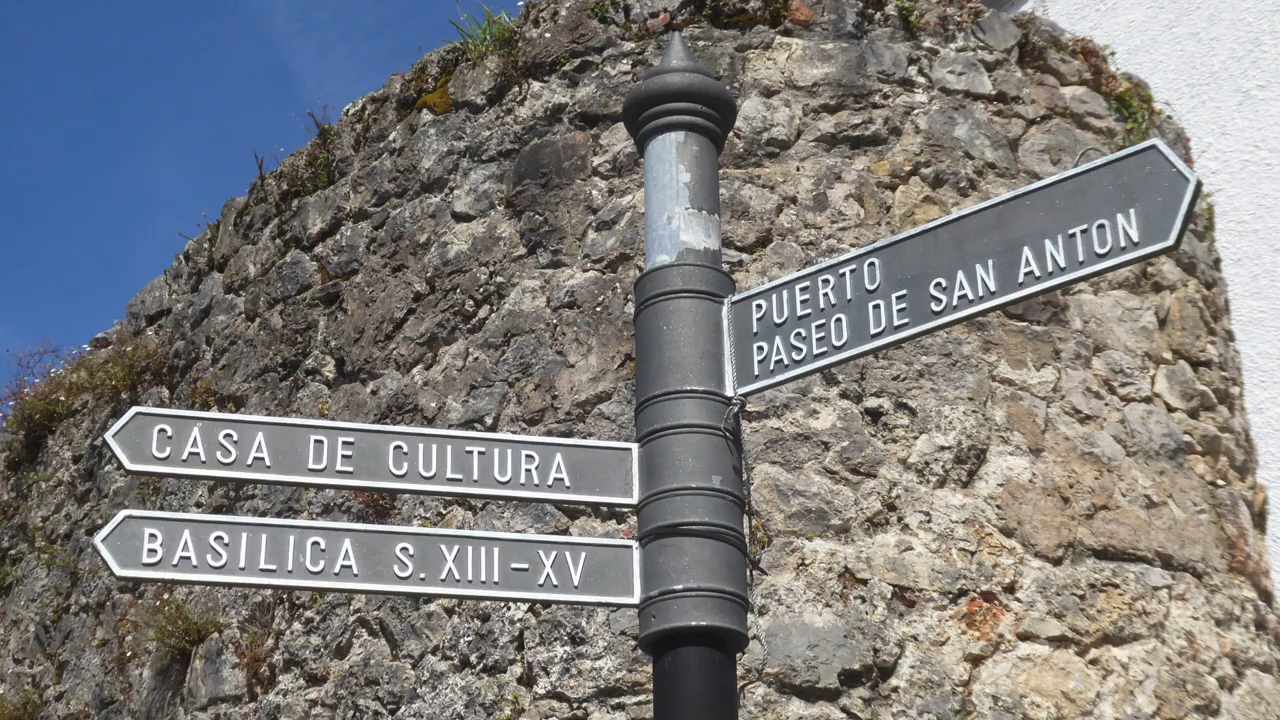 PUERTO
PASEO DE SAN ANTON
CASA DE CULTURA
BASILICA S.XIII-XV